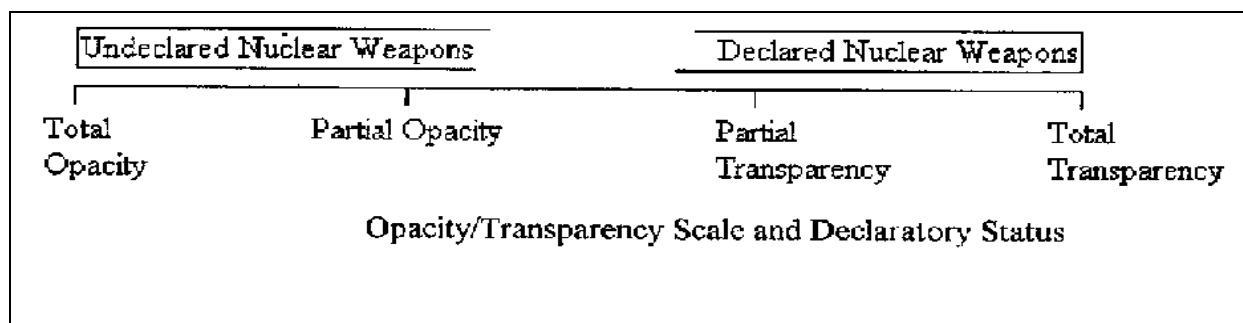 Undeclared Nuclear Weapons
Declared Nuclear Weapons
Total
Opacity
Partial Opacity
Partial
Transparency
Total
Transparency
Opacity/Transparency Scale and Declaratory Status